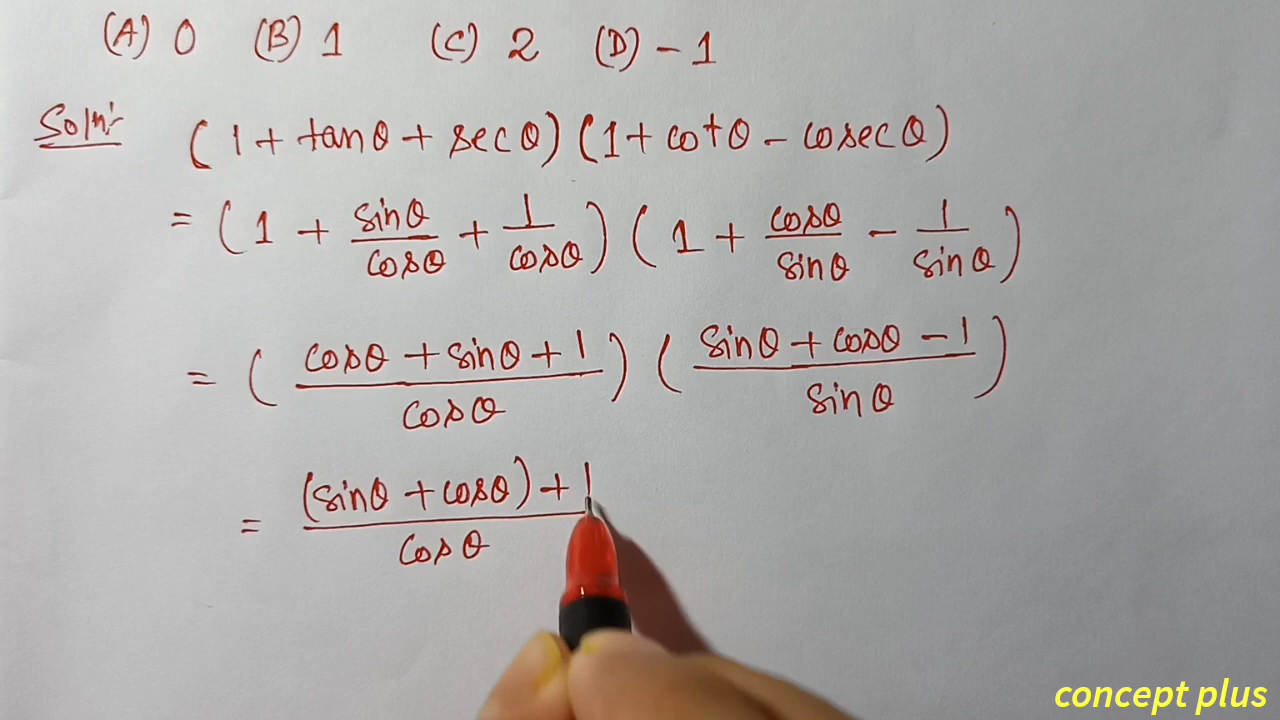 (A) 0 (B) 1 (C) 2 (D) -1
Soln:- (1 + tanθ + secθ)(1 + cotθ - cosecθ)
= (1 + sinθ/cosθ + 1/cosθ)(1 + cosθ/sinθ - 1/sinθ)
= (cosθ + sinθ + 1/cosθ)(sinθ + cosθ - 1/sinθ)
= (sinθ + cosθ) + 1/cosθ
concept plus